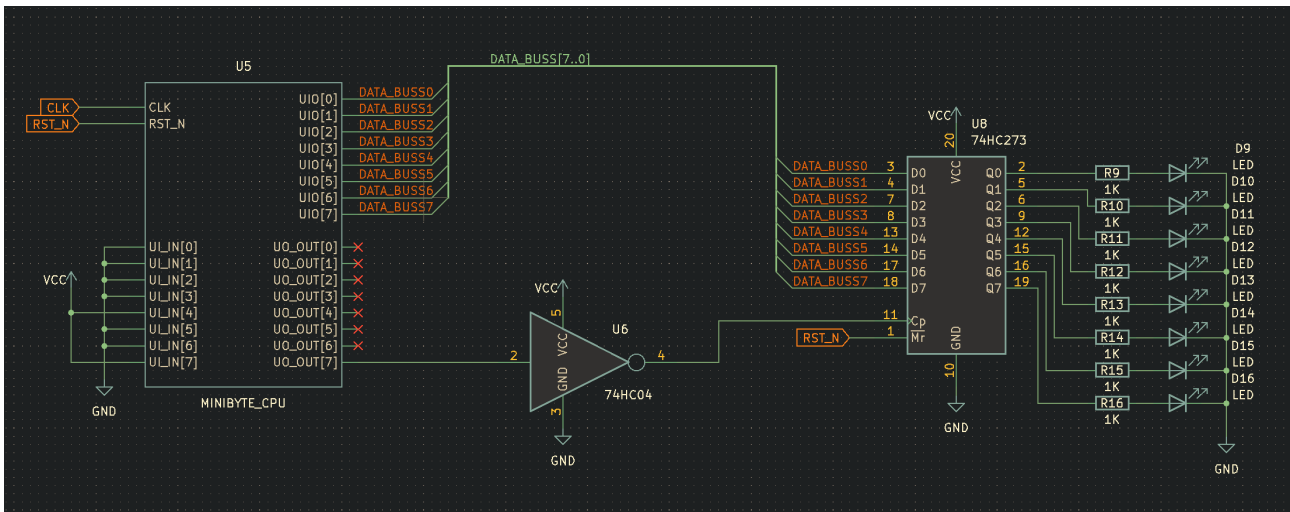 DATA_BUSS[7..0]
U5
CLK
RST_N
CLK
RST_N
UIO[0]
UIO[1]
UIO[2]
UIO[3]
UIO[4]
UIO[5]
UIO[6]
UIO[7]
DATA_BUSS0
DATA_BUSS1
DATA_BUSS2
DATA_BUSS3
DATA_BUSS4
DATA_BUSS5
DATA_BUSS6
DATA_BUSS7
VCC
UI_IN[0]
UI_IN[1]
UI_IN[2]
UI_IN[3]
UI_IN[4]
UI_IN[5]
UI_IN[6]
UI_IN[7]
UO_OUT[0]
UO_OUT[1]
UO_OUT[2]
UO_OUT[3]
UO_OUT[4]
UO_OUT[5]
UO_OUT[6]
UO_OUT[7]
GND
MINIBYTE_CPU
VCC
5
VCC
U6
2
4
GND
74HC04
3
GND
VCC
20
U8
74HC273
VCC
DATA_BUSS0 3 D0
DATA_BUSS1 4 D1
DATA_BUSS2 7 D2
DATA_BUSS3 8 D3
DATA_BUSS4 13 D4
DATA_BUSS5 14 D5
DATA_BUSS6 17 D6
DATA_BUSS7 18 D7
11 Cp
RST_N 1 Mr
GND
10
GND
Q0 2
Q1 5
Q2 6
Q3 9
Q4 12
Q5 15
Q6 16
Q7 19
R9
1K
R10
1K
R11
1K
R12
1K
R13
1K
R14
1K
R15
1K
R16
1K
D9
LED
D10
LED
D11
LED
D12
LED
D13
LED
D14
LED
D15
LED
D16
LED
GND